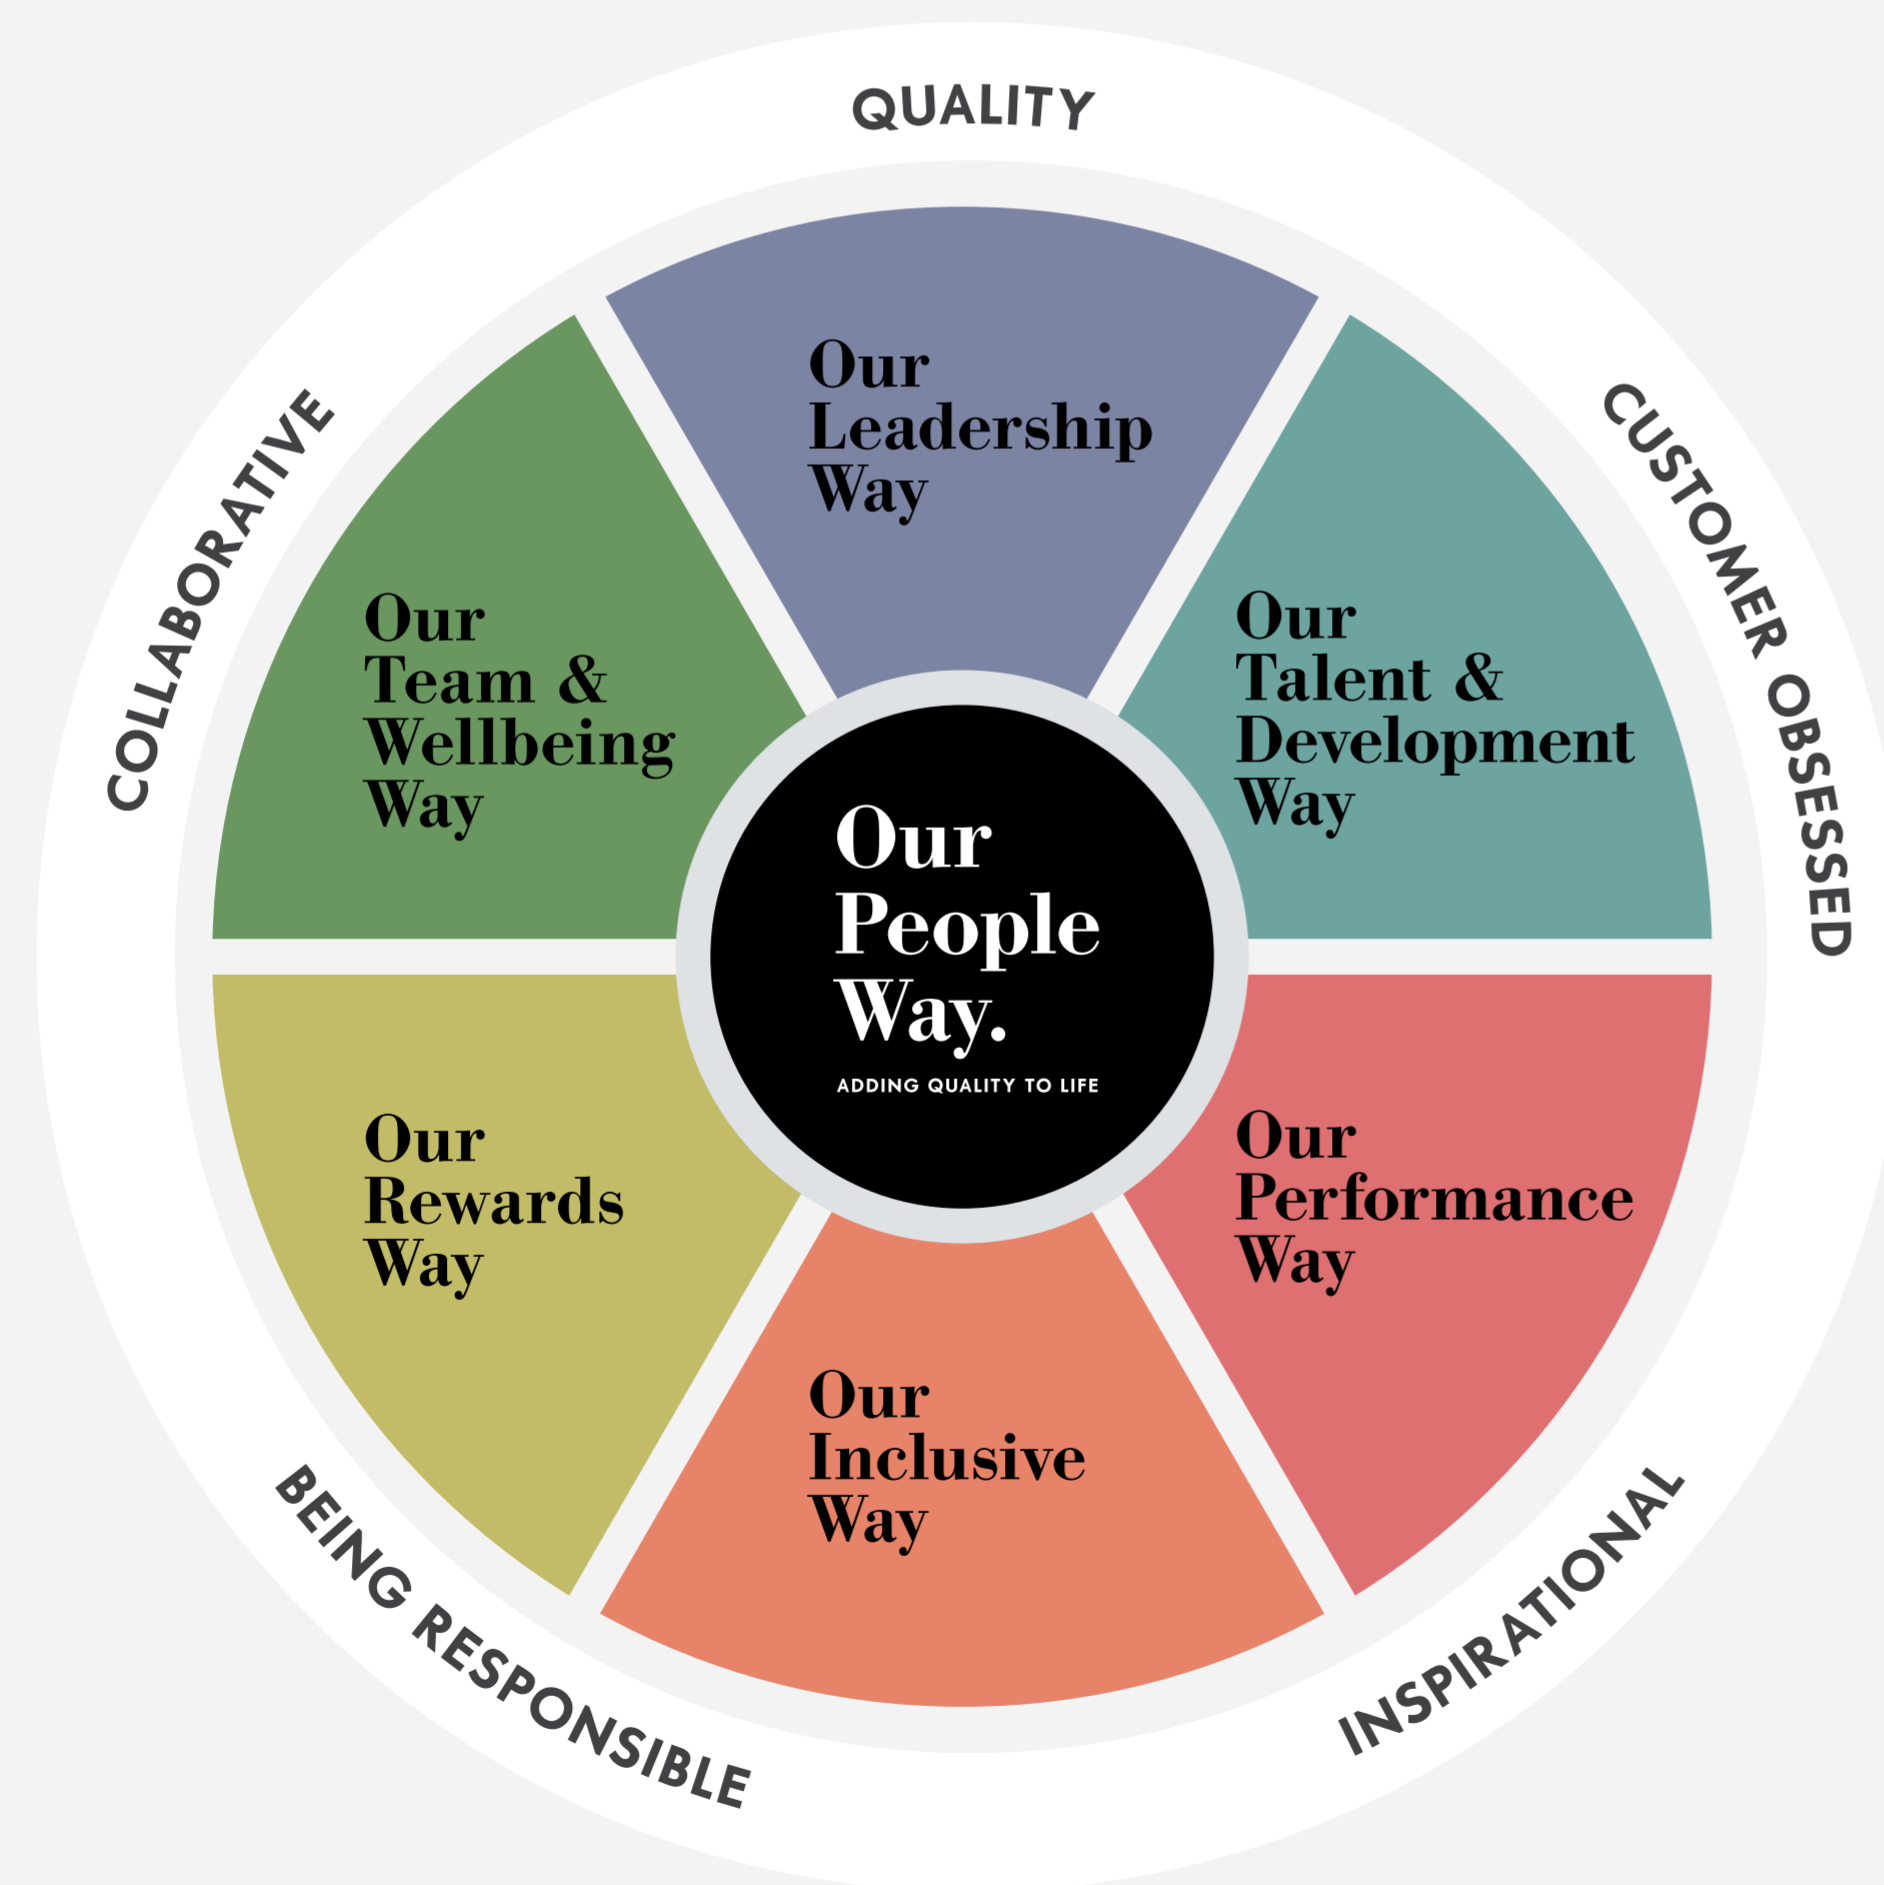 QUALITY
CUSTOMER OBSESSED
INSPIRATIONAL
BEING RESPONSIBLE
COLLABORATIVE
Our
Leadership
Way
Our
Talent &
Development
Way
Our
Performance
Way
Our
Inclusive
Way
Our
Rewards
Way
Our
Team &
Wellbeing
Way
Our
People
Way.
ADDING QUALITY TO LIFE